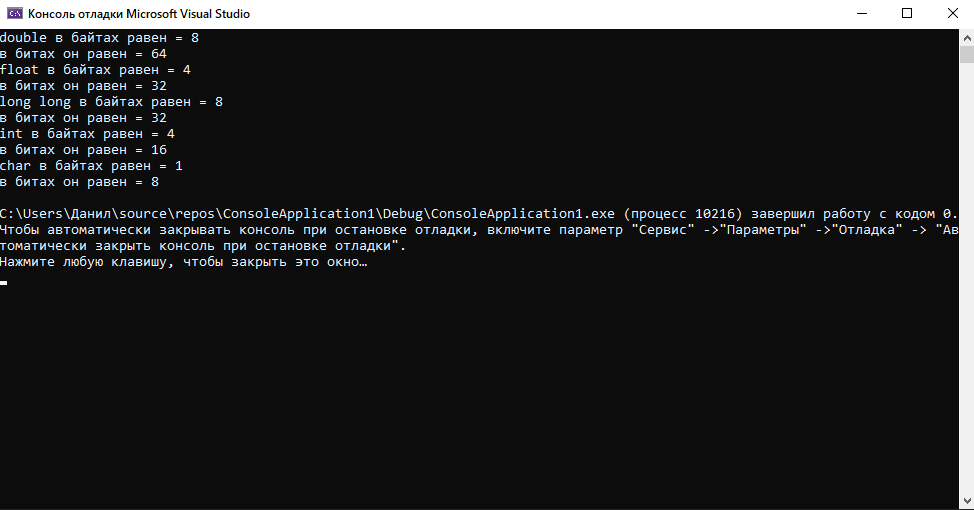 Консоль отладки Microsoft Visual Studio
double в байтах равен = 8
в битах он равен = 64
float в байтах равен = 4
в битах он равен = 32
long long в байтах равен = 8
в битах он равен = 32
int в байтах равен = 4
в битах он равен = 16
char в байтах равен = 1
в битах он равен = 8
C:\Users\Данил\source\repos\ConsoleApplication1\Debug\ConsoleApplication1.exe (процесс 10216) завершил работу с кодом 0.
Чтобы автоматически закрывать консоль при остановке отладки, включите параметр "Сервис" ->"Параметры" ->"Отладка" -> "Ав
томатически закрыть консоль при остановке отладки".
Нажмите любую клавишу, чтобы закрыть это окно…